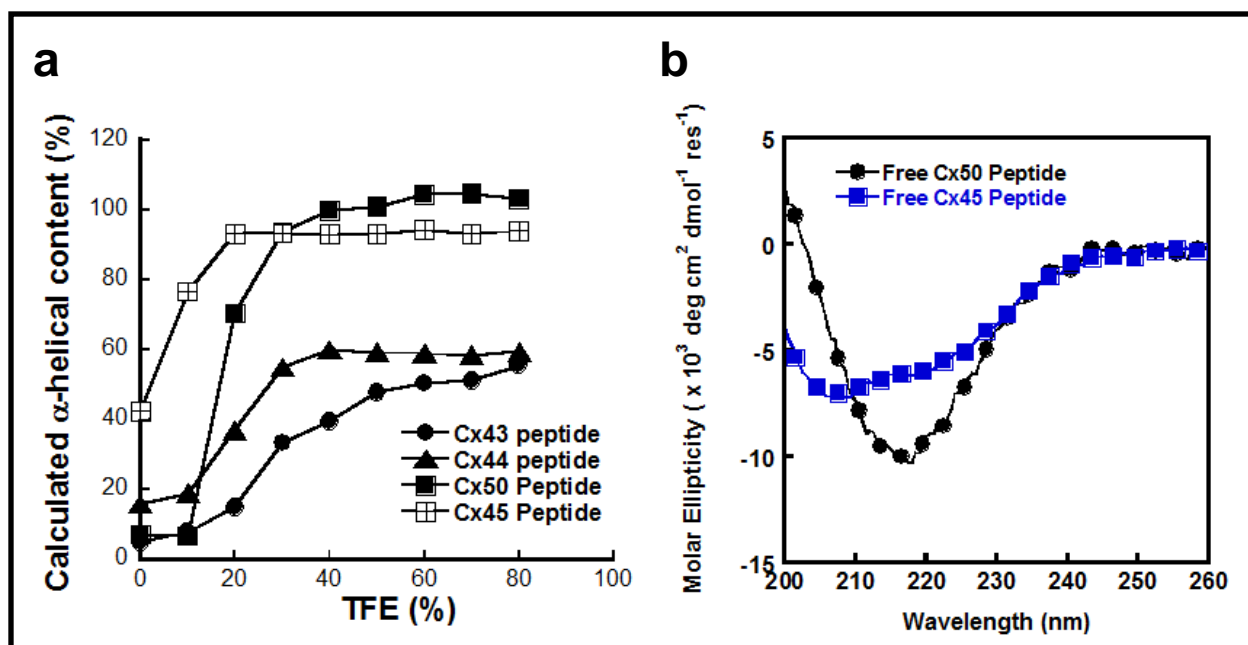 a
Calculated α-helical content (%)
120
100
80
60
40
20
0
Cx43 peptide
Cx44 peptide
Cx50 Peptide
Cx45 Peptide
0 20 40 60 80 100
TFE (%)
b
Molar Ellipticity ( x 10³ deg cm² dmol⁻¹ res⁻¹)
5
0
-5
-10
-15
Free Cx50 Peptide
Free Cx45 Peptide
200 210 220 230 240 250 260
Wavelength (nm)